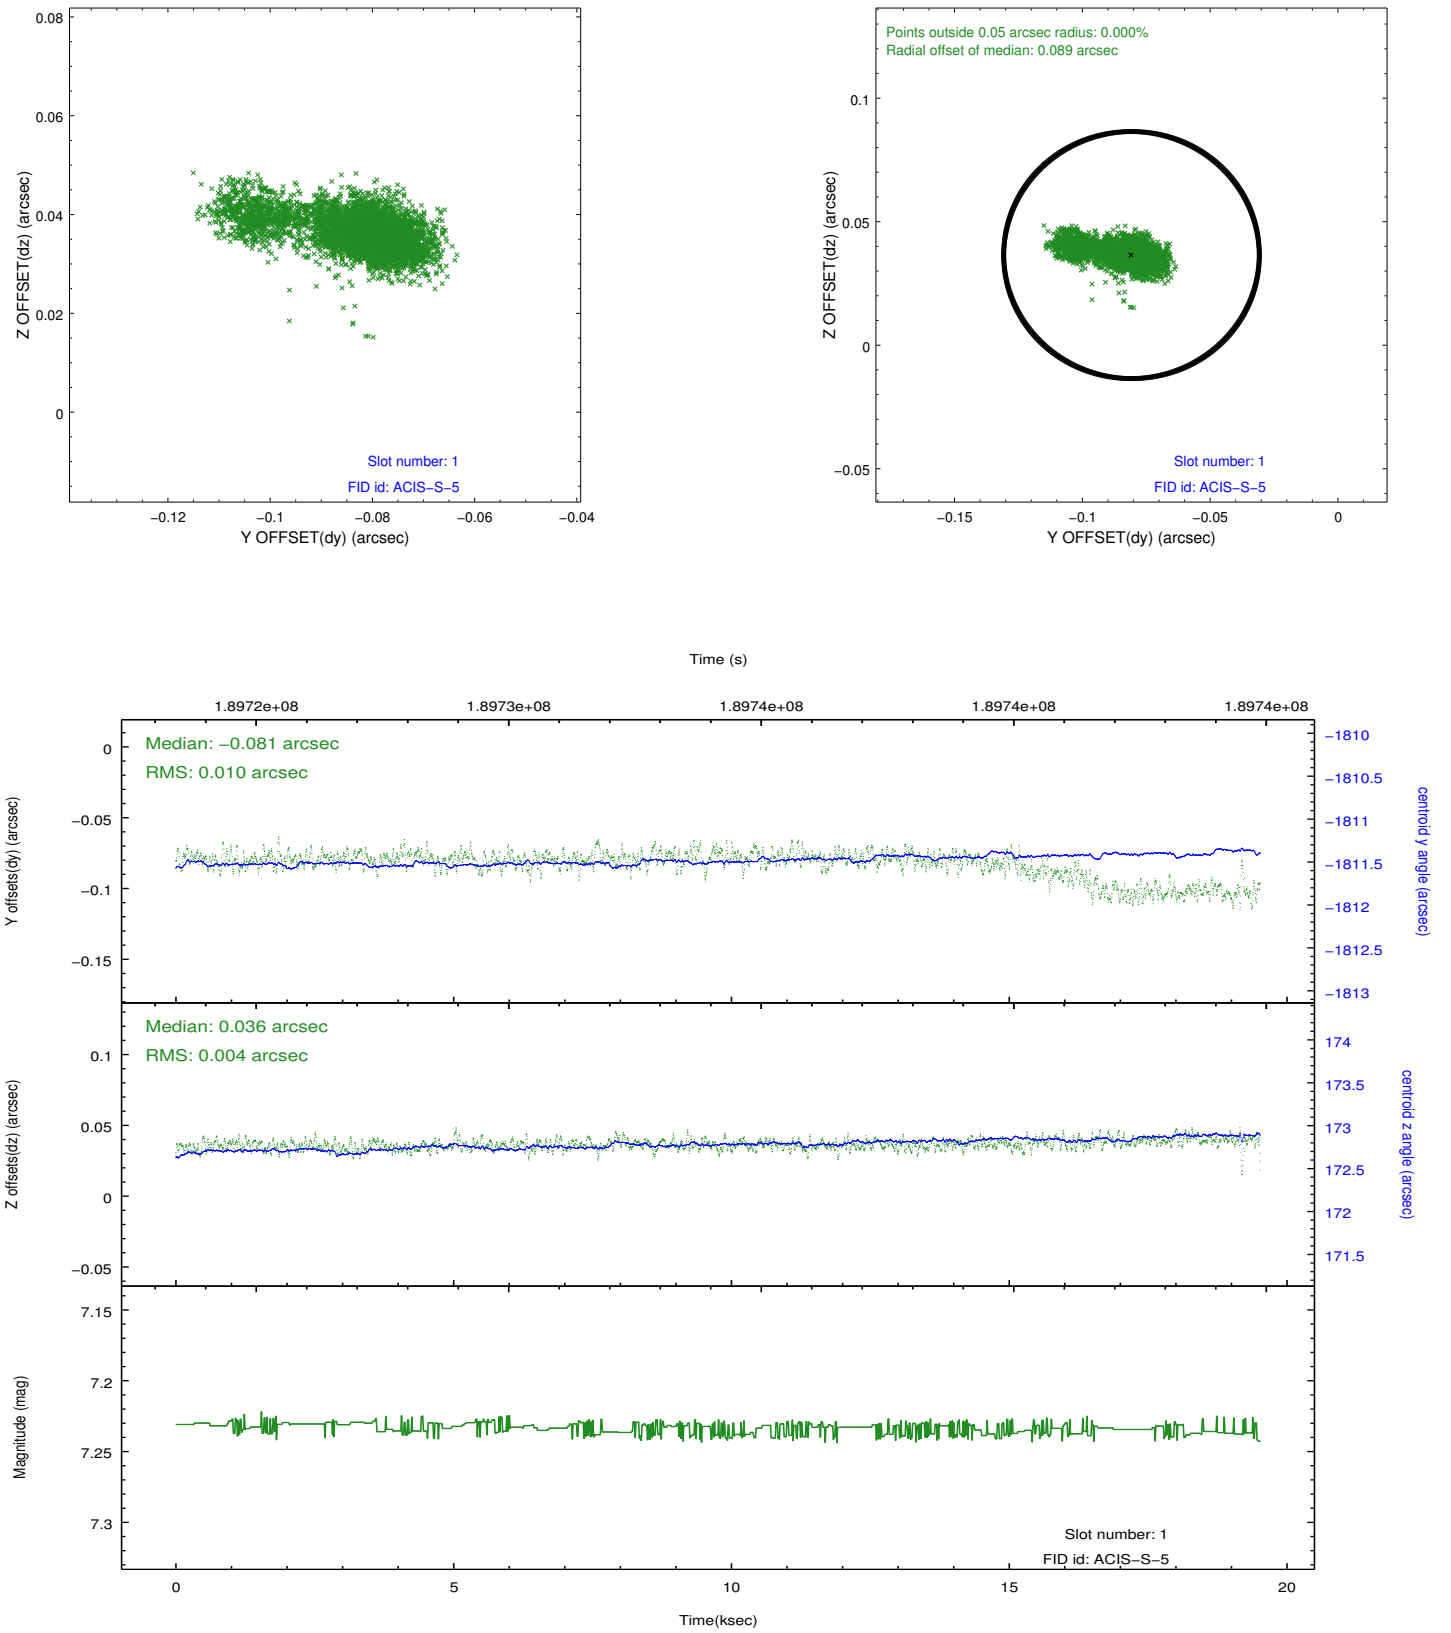 0.08
0.06
0.04
0.02
0
Z OFFSET(dz) (arcsec)
Slot number: 1
FID id: ACIS−S−5
−0.12
−0.1
−0.08
−0.06
−0.04
Y OFFSET(dy) (arcsec)
Points outside 0.05 arcsec radius: 0.000%
Radial offset of median: 0.089 arcsec
0.1
0.05
0
−0.05
Z OFFSET(dz) (arcsec)
Slot number: 1
FID id: ACIS−S−5
−0.15
−0.1
−0.05
0
Y OFFSET(dy) (arcsec)
Time (s)
1.8972e+08
1.8973e+08
1.8974e+08
1.8974e+08
1.8974e+08
Median: −0.081 arcsec
RMS: 0.010 arcsec
0
−0.05
−0.1
−0.15
Y offsets(dy) (arcsec)
−1810
−1810.5
−1811
−1811.5
−1812
−1812.5
−1813
centroid y angle (arcsec)
Median: 0.036 arcsec
RMS: 0.004 arcsec
0.1
0.05
0
−0.05
Z offsets(dz) (arcsec)
174
173.5
173
172.5
172
171.5
centroid z angle (arcsec)
7.15
7.2
7.25
7.3
Magnitude (mag)
Slot number: 1
FID id: ACIS−S−5
0
5
10
15
20
Time(ksec)